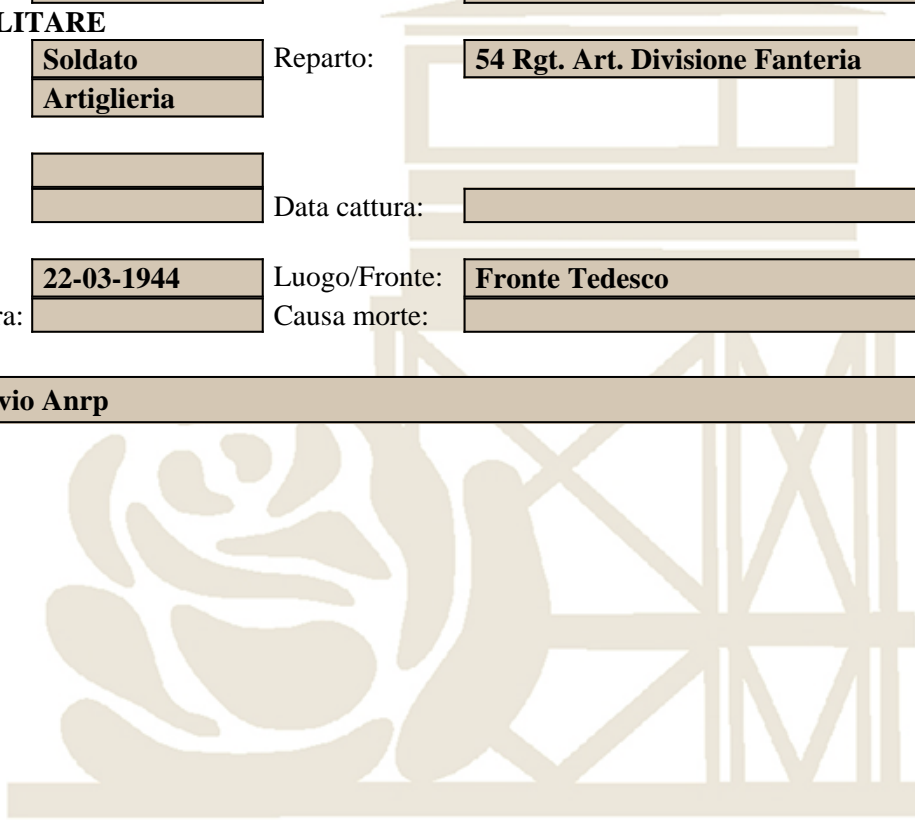 LITARE
Soldato Reparto: 54 Rgt. Art. Divisione Fanteria
Artiglieria
Data cattura:
22-03-1944 Luogo/Fronte: Fronte Tedesco
ra: Causa morte:
vio Anrp